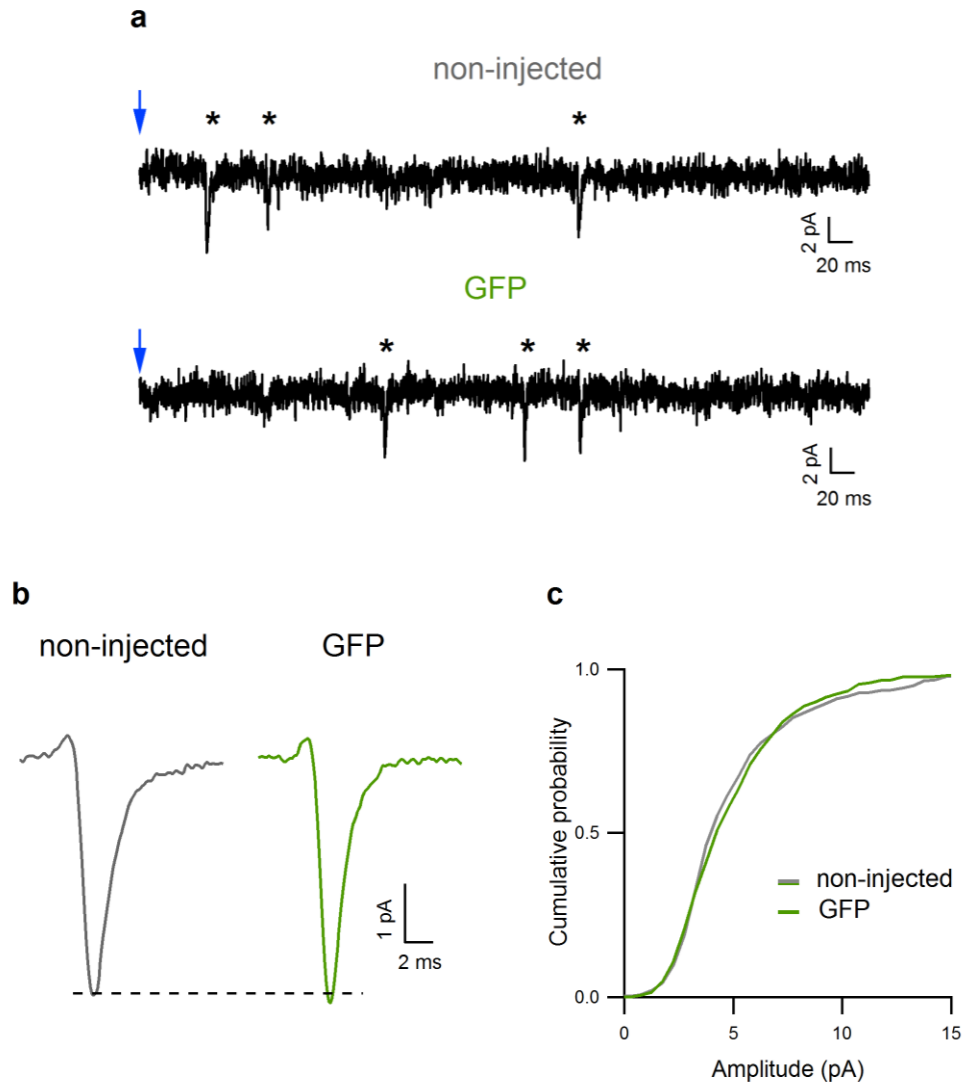 a
non-injected
* * *
2 pA
20 ms
GFP
* * *
2 pA
20 ms
b
non-injected GFP
1 pA
2 ms
c
Cumulative probability
1.0
0.5
0.0
non-injected
GFP
0 5 10 15
Amplitude (pA)